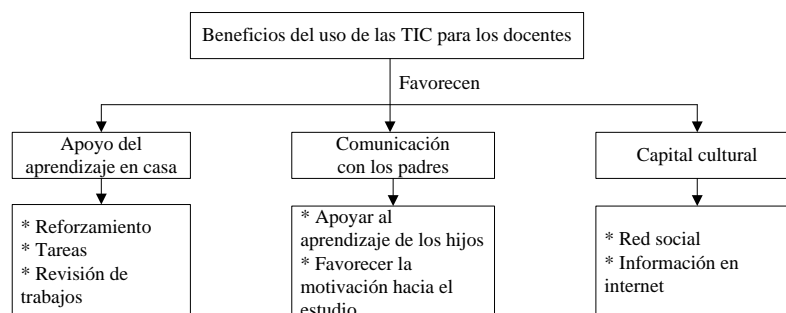 Beneficios del uso de las TIC para los docentes
Favorecen
Apoyo del
aprendizaje en casa
Comunicación
con los padres
Capital cultural
* Reforzamiento
* Tareas
* Revisión de
trabajos
* Apoyar al
aprendizaje de los hijos
* Favorecer la
motivación hacia el
estudio
* Red social
* Información en
internet